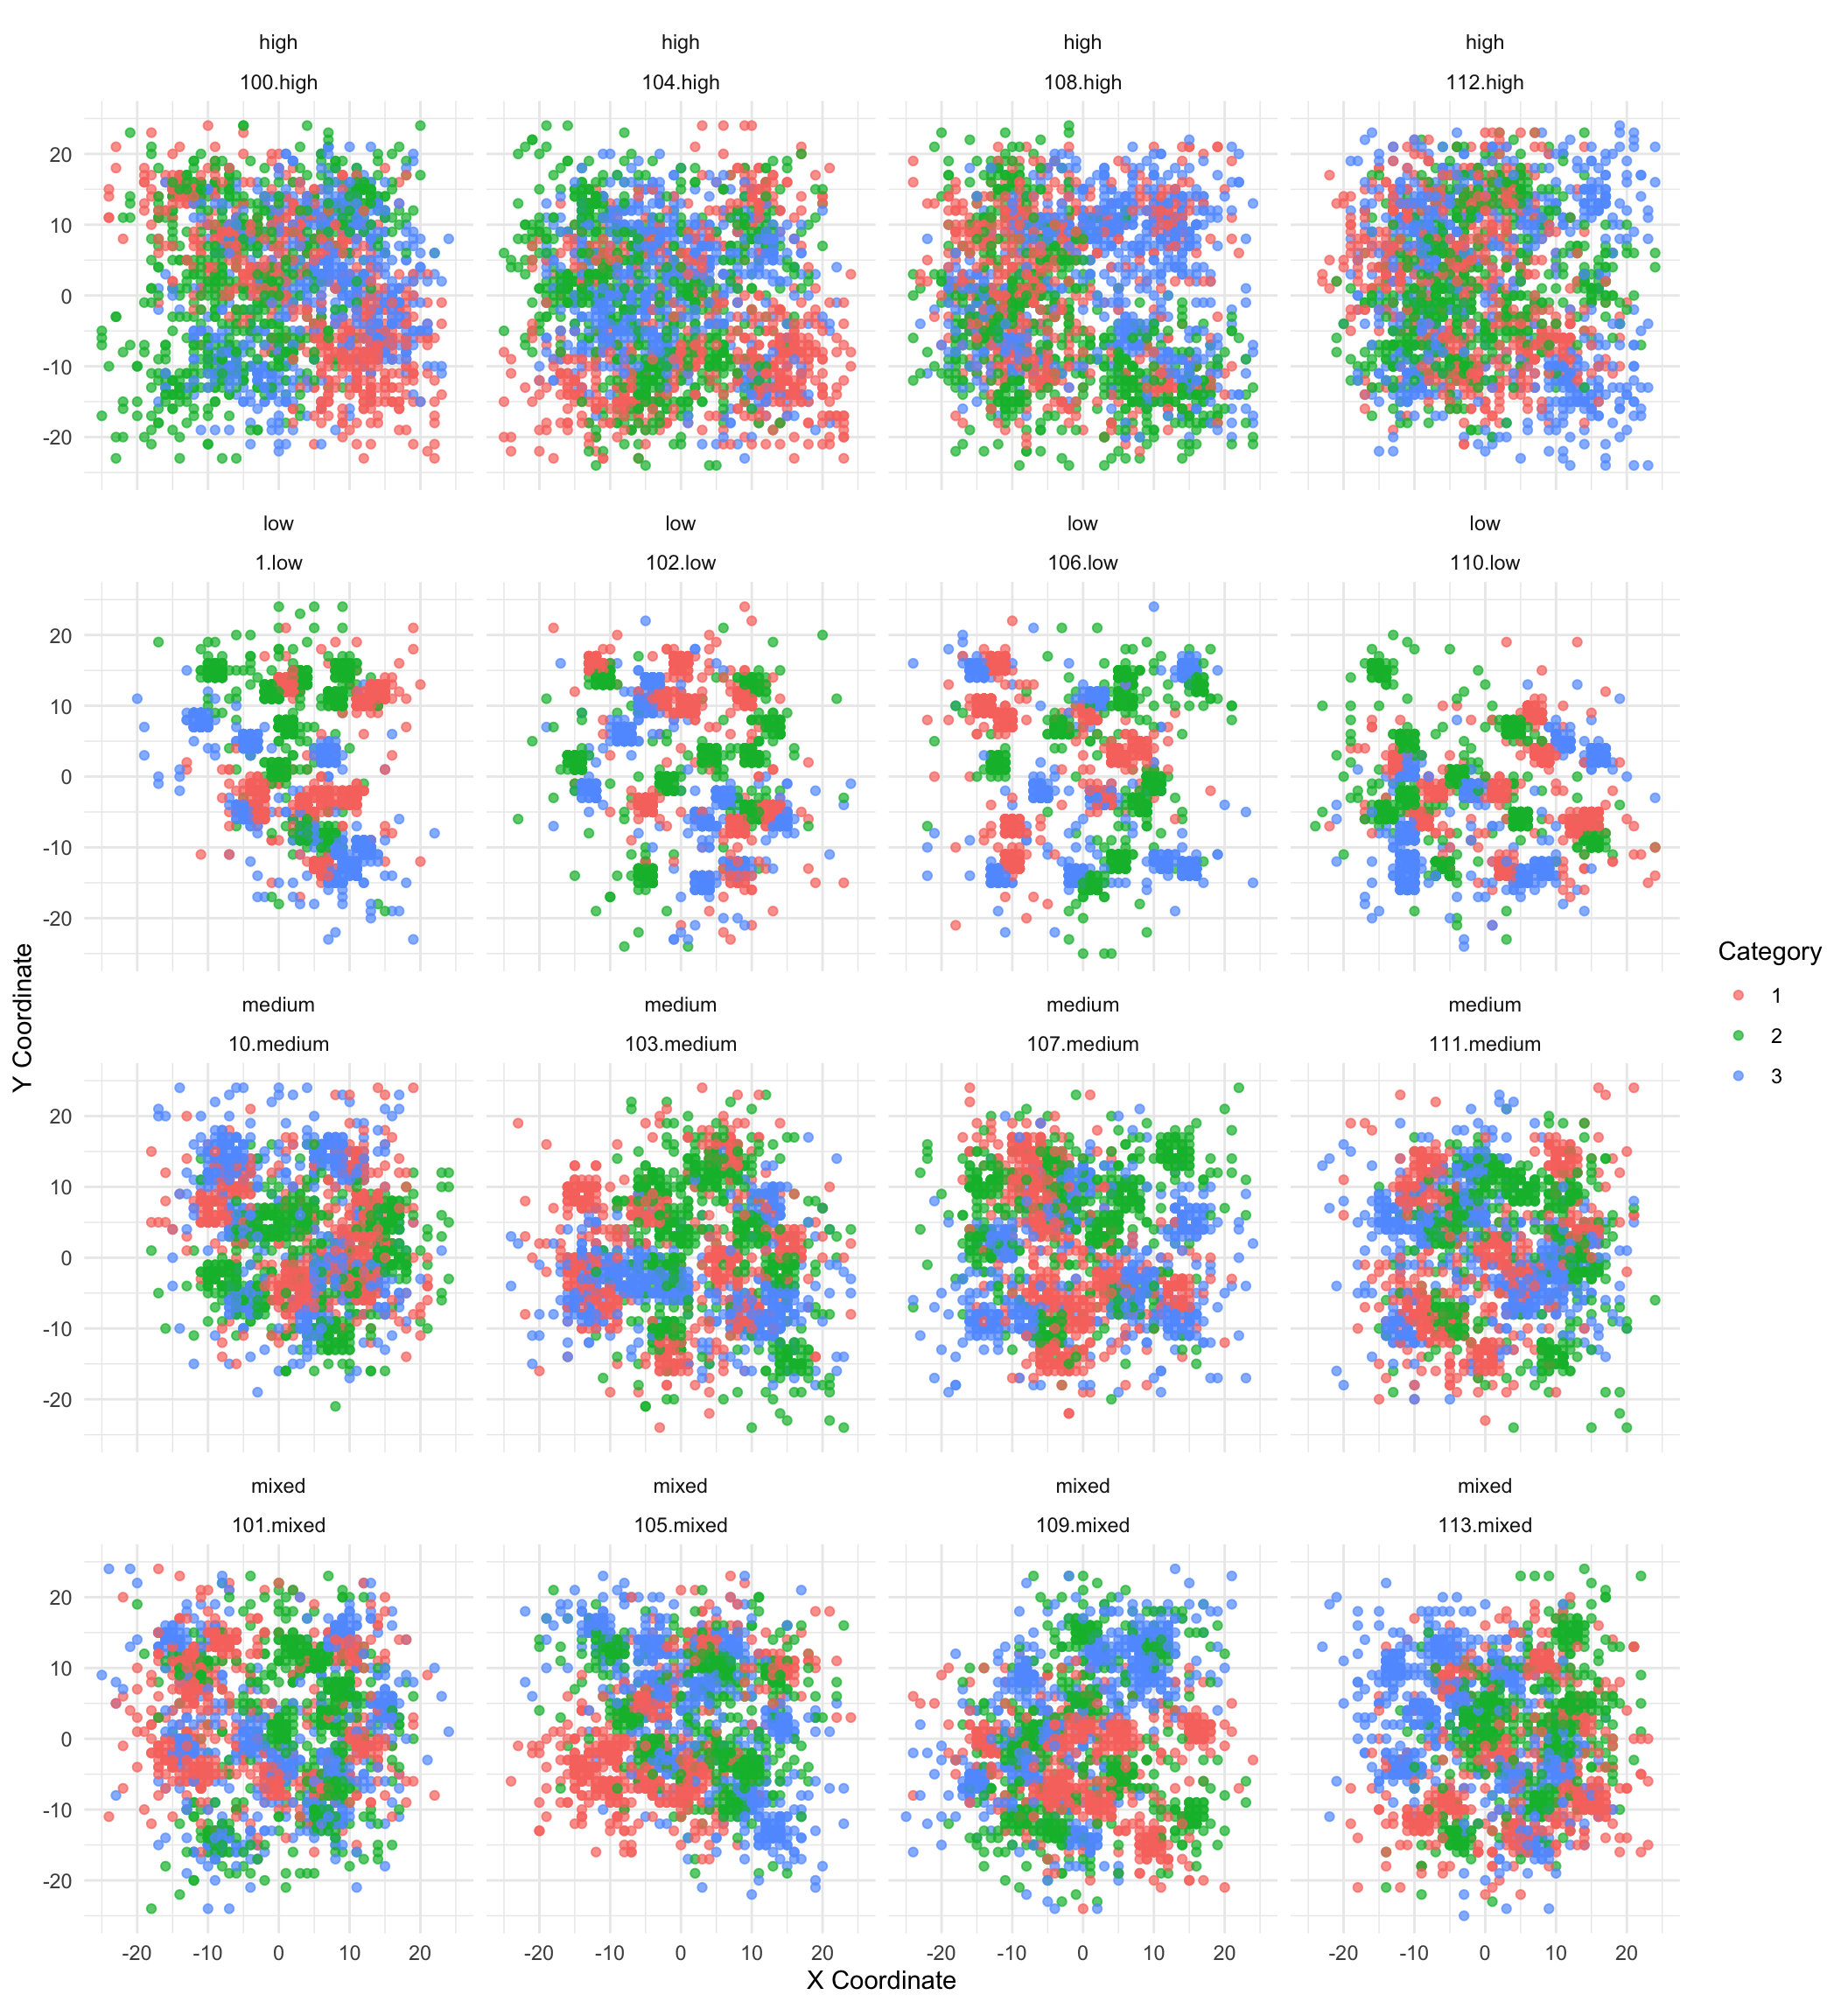 high high high high
100.high 104.high 108.high 112.high
20
10
0
-10
-20
low low low low
1.low 102.low 106.low 110.low
20
10
0
-10
-20
medium medium medium medium
10.medium 103.medium 107.medium 111.medium
20
10
0
-10
-20
mixed mixed mixed mixed
101.mixed 105.mixed 109.mixed 113.mixed
20
10
0
-10
-20
-20 -10 0 10 20 -20 -10 0 10 20 -20 -10 0 10 20 -20 -10 0 10 20
X Coordinate
Y Coordinate
Category
1
2
3